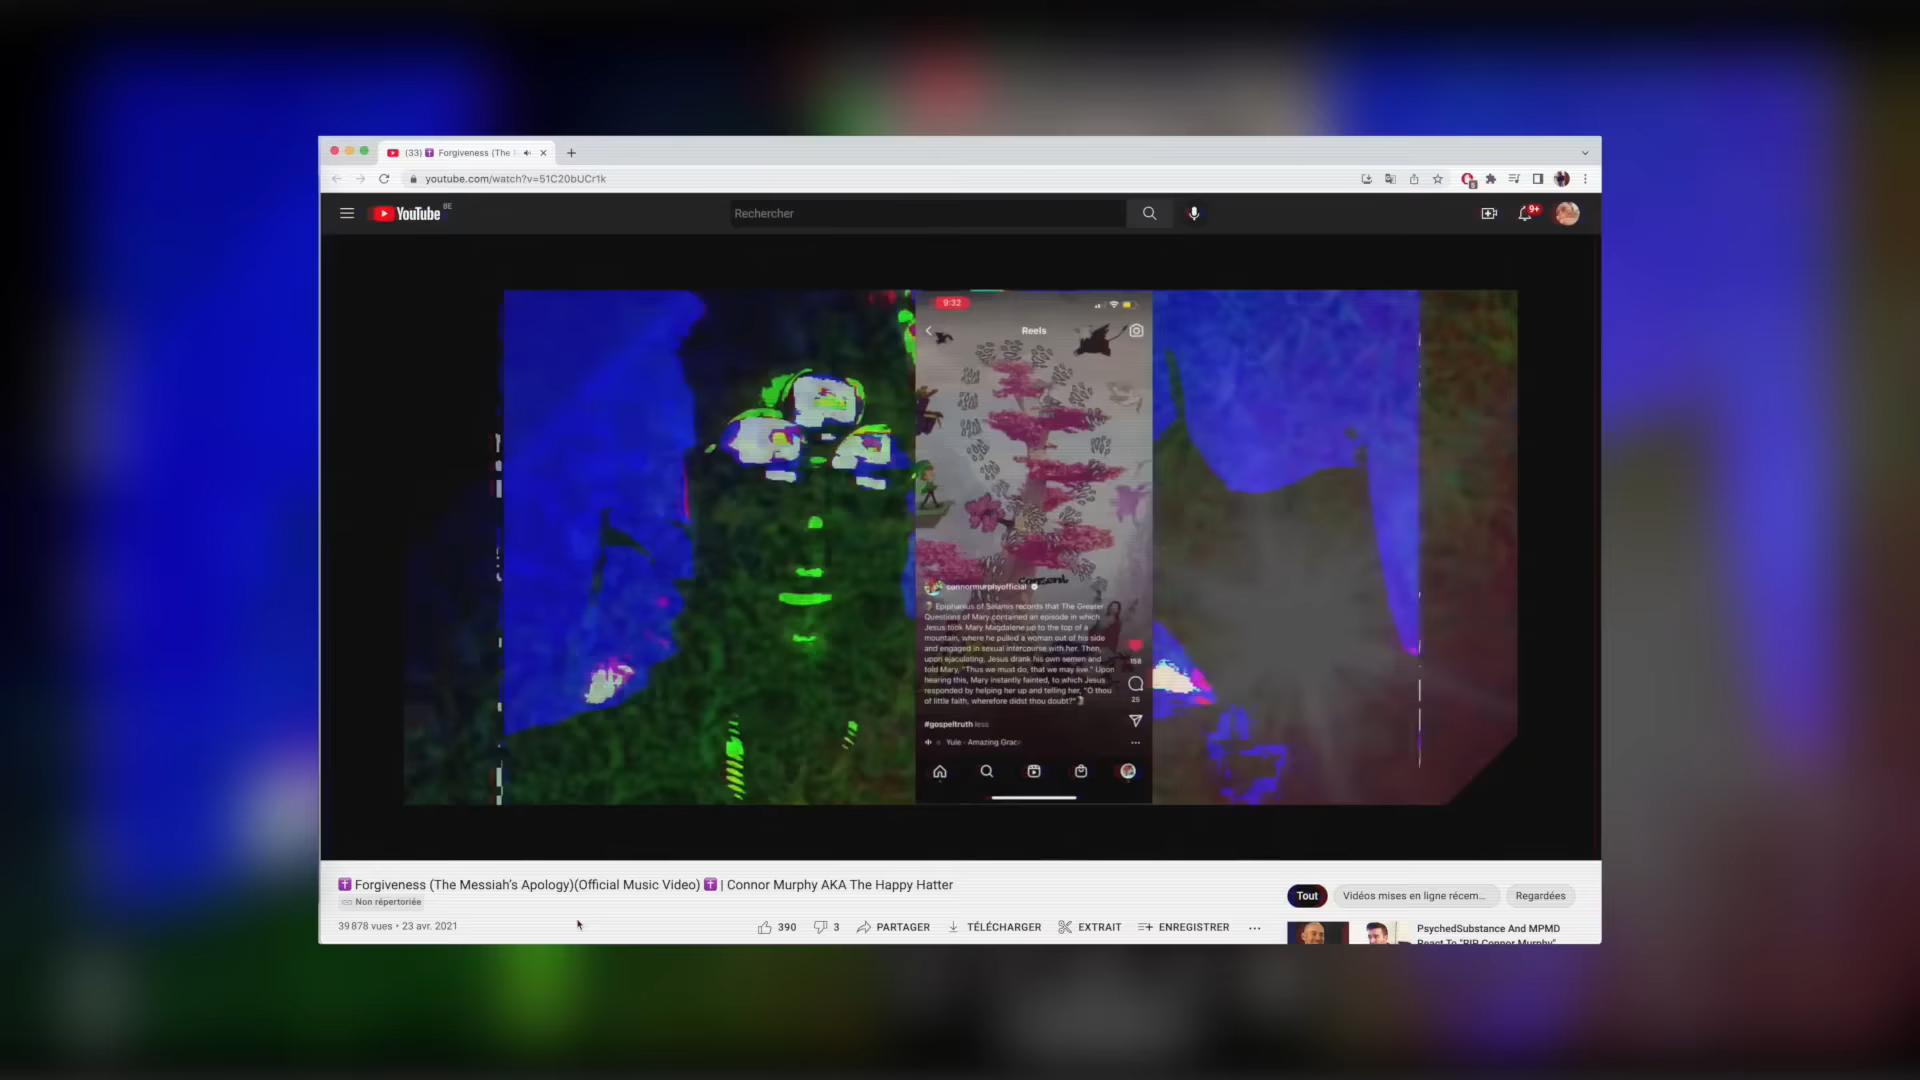 (33) Forgiveness (The
youtube.com/watch?v=51C20bUCr1k
YouTube BE
Rechercher
9+
9:32
Reels
consent
connormurphyofficial
Epiphanius of Salamis records that The Greater
Questions of Mary contained an episode in which
Jesus took Mary Magdalene up to the top of a
mountain, where he pulled a woman out of his side
and engaged in sexual intercourse with her. Then,
upon ejaculating, Jesus drank his own semen and
told Mary, "Thus we must do, that we may live." Upon
hearing this, Mary instantly fainted, to which Jesus
responded by helping her up and telling her, "O thou
of little faith, wherefore didst thou doubt?"
158
25
#gospeltruth less
Yule - Amazing Grac
✝️ Forgiveness (The Messiah's Apology)(Official Music Video) ✝️ | Connor Murphy AKA The Happy Hatter
Non répertoriée
39 878 vues • 23 avr. 2021
390
3
PARTAGER
TÉLÉCHARGER
EXTRAIT
ENREGISTRER
Tout
Vidéos mises en ligne récem...
Regardées
PsychedSubstance And MPMD
React To "RIP Connor Murphy"